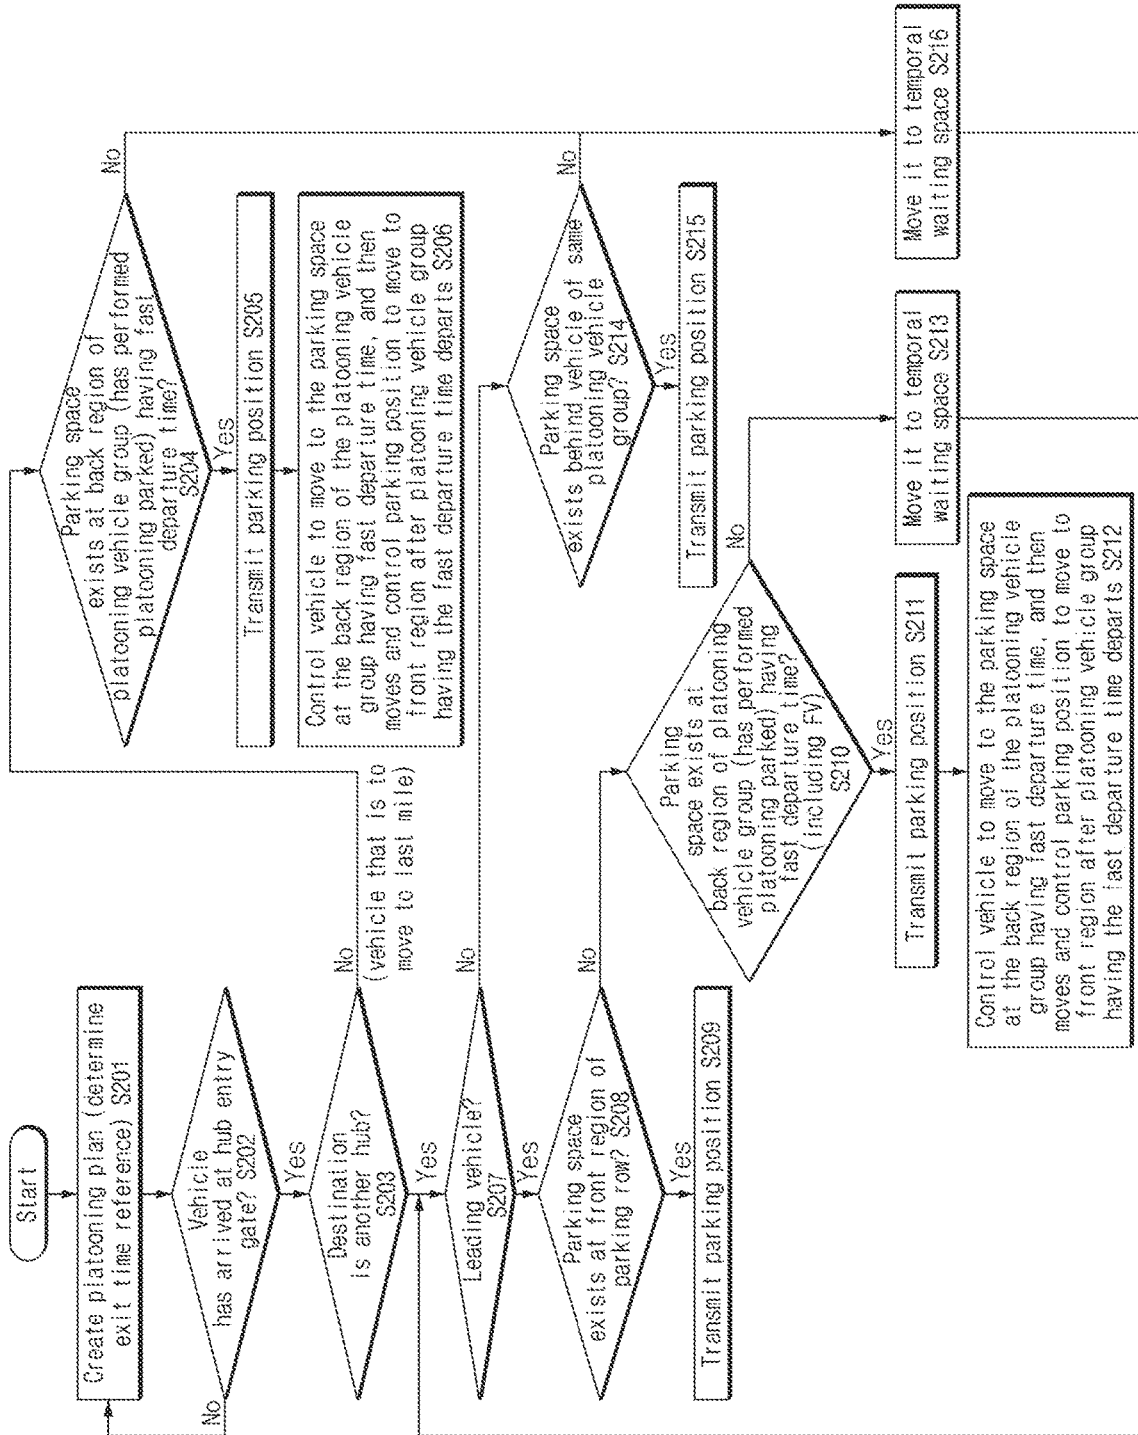 Start
Create platooning plan (determine
exit time reference) S201
Vehicle
has arrived at hub entry
gate? S202
No
Yes
Destination
is another hub?
S203
No
(vehicle that is to
move to last mile)
Yes
Parking space
exists at back region of
platooning vehicle group (has performed
platooning parked) having fast
departure time?
S204
No
Yes
Transmit parking position S205
Control vehicle to move to the parking space
at the back region of the platooning vehicle
group having fast departure time, and then
moves and control parking position to move to
front region after platooning vehicle group
having the fast departure time departs S206
Leading vehicle?
S207
No
Yes
Parking space
exists at front region of
parking row? S208
No
Yes
Transmit parking position S209
Parking
space exists at
back region of platooning
vehicle group (has performed
platooning parked) having
fast departure time?
(including FV)
S210
No
Yes
Transmit parking position S211
Control vehicle to move to the parking space
at the back region of the platooning vehicle
group having fast departure time, and then
moves and control parking position to move to
front region after platooning vehicle group
having the fast departure time departs S212
Move it to temporal
waiting space S213
Parking space
exists behind vehicle of same
platooning vehicle
group? S214
No
Yes
Transmit parking position S215
Move it to temporal
waiting space S216